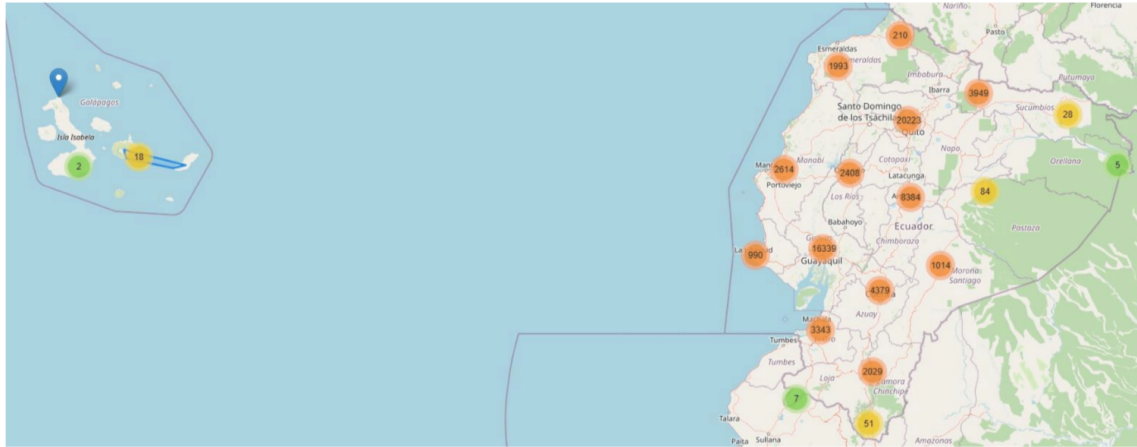 Nariño
Florencia
Pasto
210
Esmeraldas
1993
Imbabura
Ibarra
3949
Putumayo
Sucumbíos
28
Galápagos
Santo Domingo
de los Tsáchila
20223
Quito
Isla Isabela
18
2
Napo
Orellana
5
2614
Manabí
Portoviejo
2408
Cotopaxi
Latacunga
8384
84
Los Ríos
Babahoyo
Ecuador
Pastaza
Chimborazo
16339
Guayaquil
990
1014
Morona
Santiago
4379
Azuay
3343
Tumbes
Tumbes
2029
Loja
Zamora
Chinchipe
7
51
Talara
Paita
Sullana
Amazonas